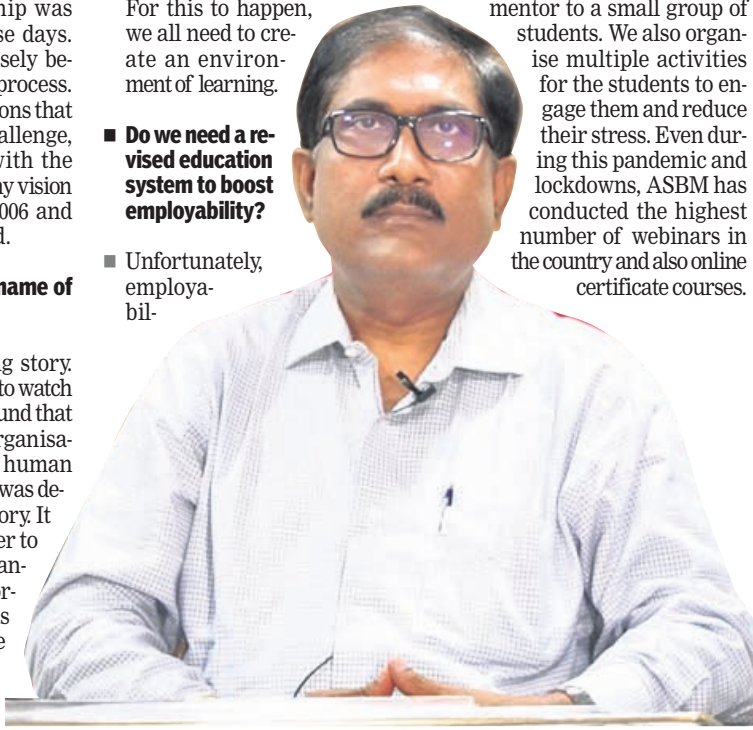 hip was
se days.
sely be-
process.
ons that
allenge,
with the
ny vision
006 and
d.
name of
g story.
to watch
und that
rganisa-
human
was de-
ory. It
er to
an-
or-
s
e
For this to happen,
we all need to cre-
ate an environ-
ment of learning.
■ Do we need a re-
vised education
system to boost
employability?
■ Unfortunately,
employa-
bil-
mentor to a small group of
students. We also organ-
ise multiple activities
for the students to en-
gage them and reduce
their stress. Even dur-
ing this pandemic and
lockdowns, ASBM has
conducted the highest
number of webinars in
the country and also online
certificate courses.